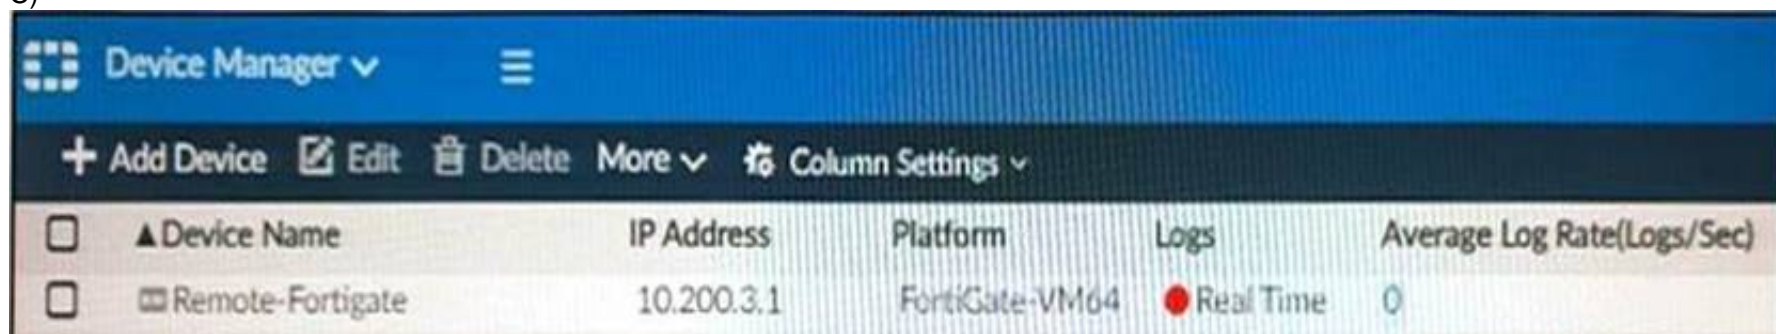 Device Manager
+ Add Device Edit Delete More Column Settings
▲Device Name IP Address Platform Logs Average Log Rate(Logs/Sec)
Remote-Fortigate 10.200.3.1 FortiGate-VM64 Real Time 0